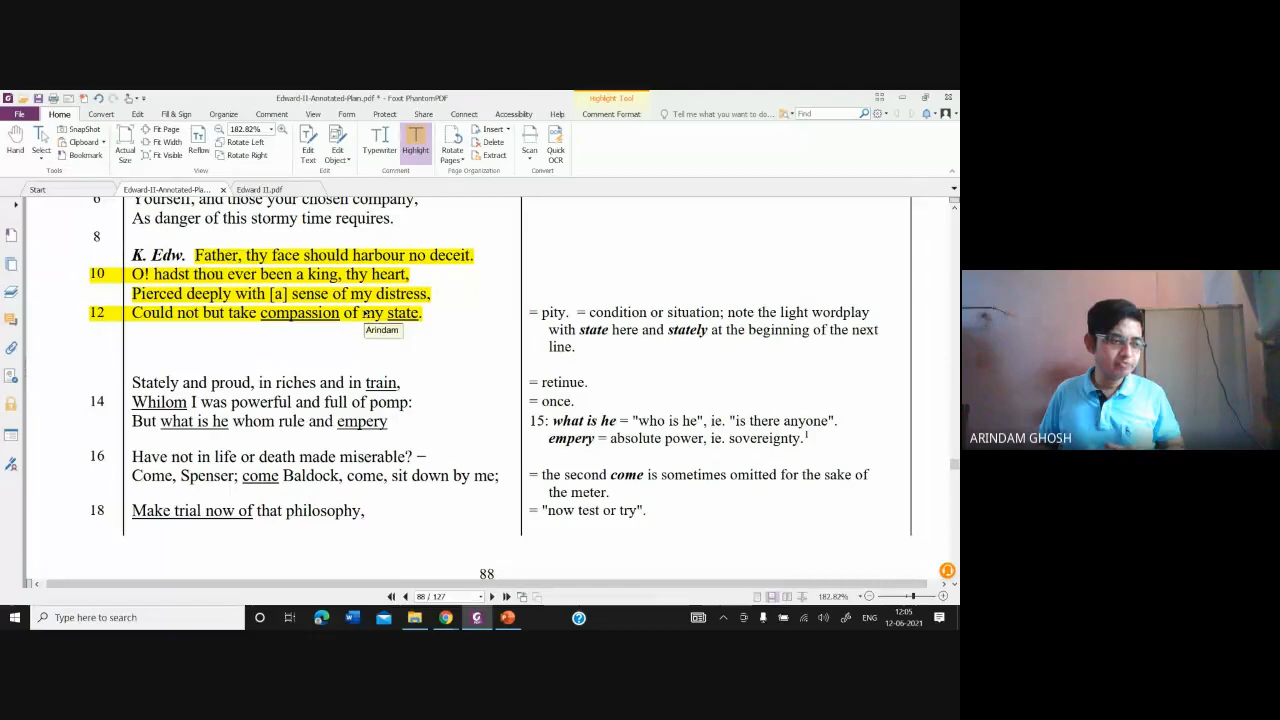 Edward-II-Annotated-Plan.pdf * - Foxit PhantomPDF
Highlight Tool
File Home Convert Edit Fill & Sign Organizer Comment View Form Protect Share Connect Accessibility Help Comment Format Tell me what you want to do... Find
SnapShot Fit Page 182.82% Insert
Clipboard Fit Width Rotate Left Delete
Bookmark Fit Visible Rotate Right Extract
Hand Select Actual Size Reflow Edit Text Edit Object Typewriter Highlight Rotate Pages Scan Quick OCR
Tools View Edit Comment Page Organization Convert
Start Edward-II-Annotated-Pla... Edward II.pdf
6 Yourself, and those your chosen company,
As danger of this stormy time requires.
8
K. Edw. Father, thy face should harbour no deceit.
10 O! hadst thou ever been a king, thy heart,
Pierced deeply with [a] sense of my distress,
12 Could not but take compassion of my state. = pity. = condition or situation; note the light wordplay
Arindam with state here and stately at the beginning of the next
line.
Stately and proud, in riches and in train, = retinue.
14 Whilom I was powerful and full of pomp: = once.
But what is he whom rule and empery 15: what is he = "who is he", ie. "is there anyone".
empery = absolute power, ie. sovereignty.1
16 Have not in life or death made miserable? −
Come, Spenser; come Baldock, come, sit down by me; = the second come is sometimes omitted for the sake of
the meter.
18 Make trial now of that philosophy, = "now test or try".
88
88 / 127 182.82%
Type here to search ENG 12:05
12-06-2021
ARINDAM GHOSH